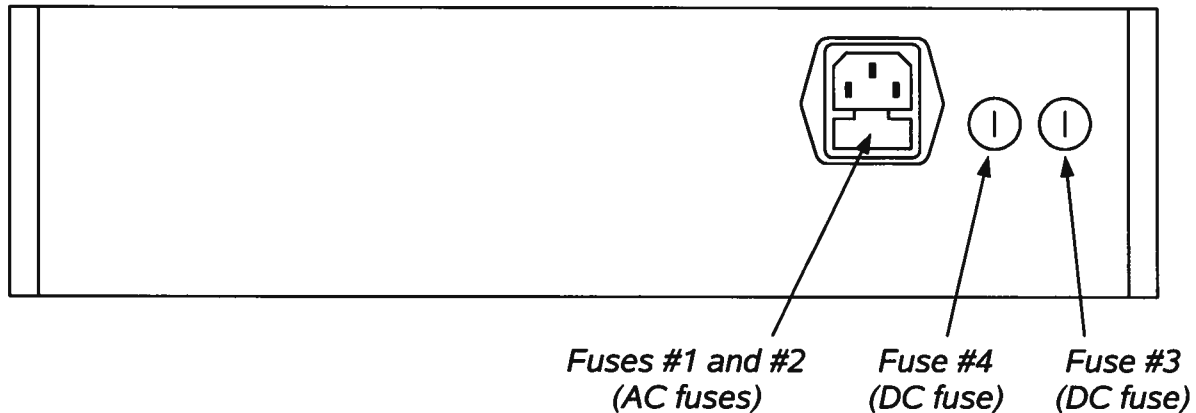 Fuses #1 and #2
(AC fuses)
Fuse #4
(DC fuse)
Fuse #3
(DC fuse)